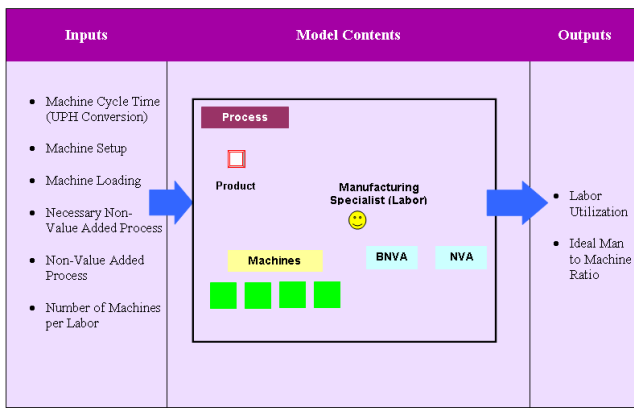 Inputs
Model Contents
Outputs
• Machine Cycle Time
(UPH Conversion)
• Machine Setup
• Machine Loading
• Necessary Non-
Value Added Process
• Non-Value Added
Process
• Number of Machines
per Labor
Process
Product
Manufacturing
Specialist (Labor)
Machines
BNVA
NVA
• Labor
Utilization
• Ideal Man
to Machine
Ratio